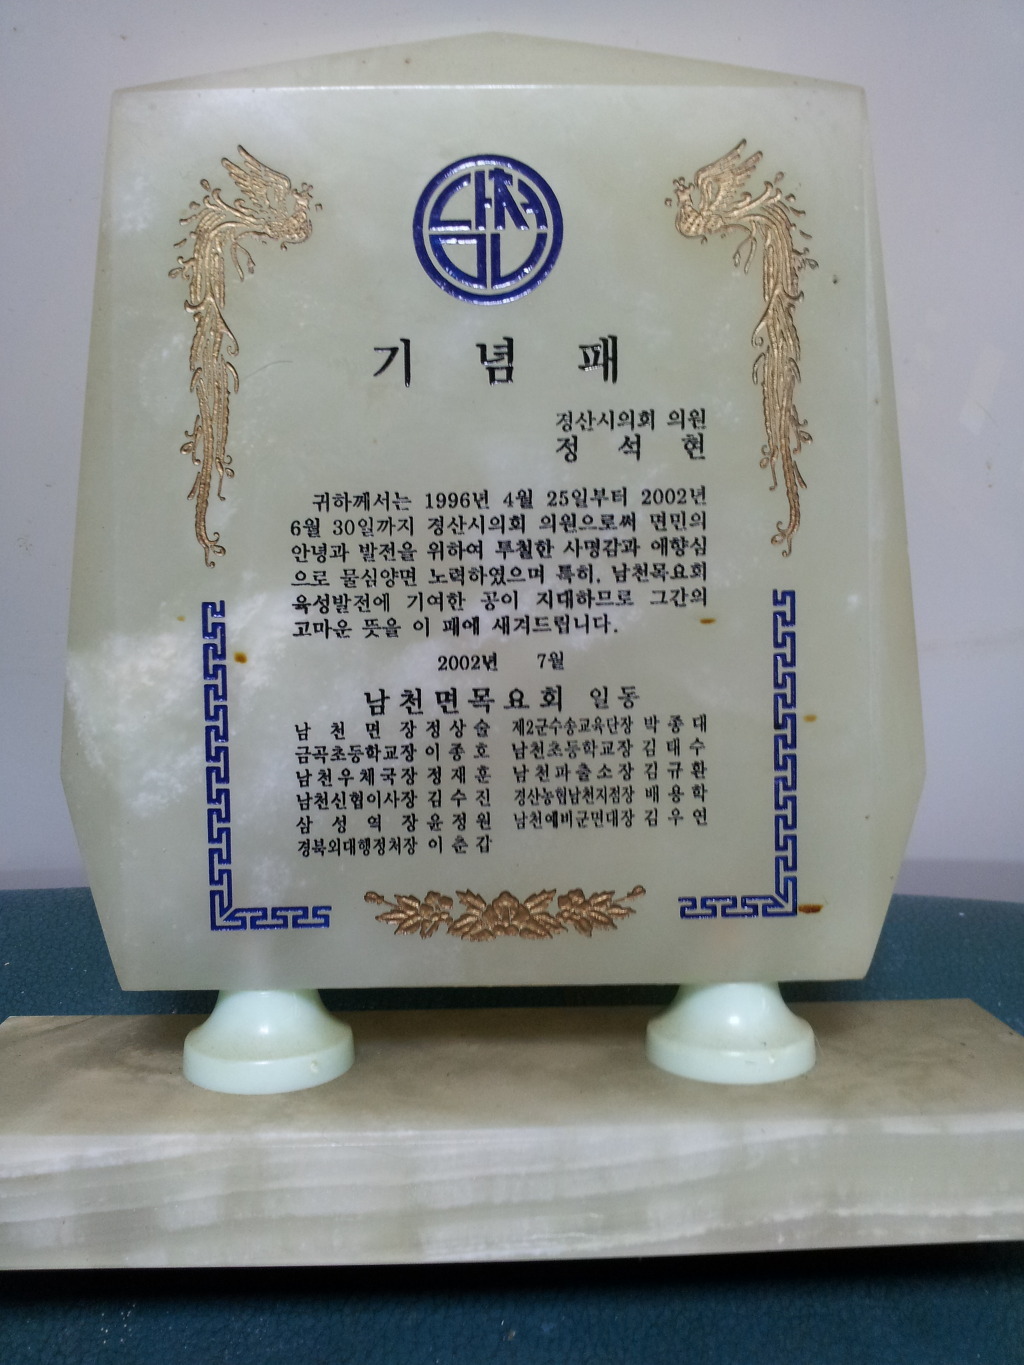 남천
기념패
경산시의회 의원
정석현
귀하께서는 1996년 4월 25일부터 2002년
6월 30일까지 경산시의회 의원으로써 면민의
안녕과 발전을 위하여 투철한 사명감과 애향심
으로 물심양면 노력하였으며 특히, 남천목요회
육성발전에 기여한 공이 지대하므로 그간의
고마운 뜻을 이 패에 새겨드립니다.
2002년 7월
남천면목요회 일동
남천면장 정상술 제2군수송교육단장 박종대
금곡초등학교장 이종호 남천초등학교장 김태수
남천우체국장 정재훈 남천파출소장 김규환
남천신협이사장 김수진 경산농협남천지점장 배용학
삼성역장 윤정원 남천예비군면대장 김우연
경북외대행정처장 이춘갑